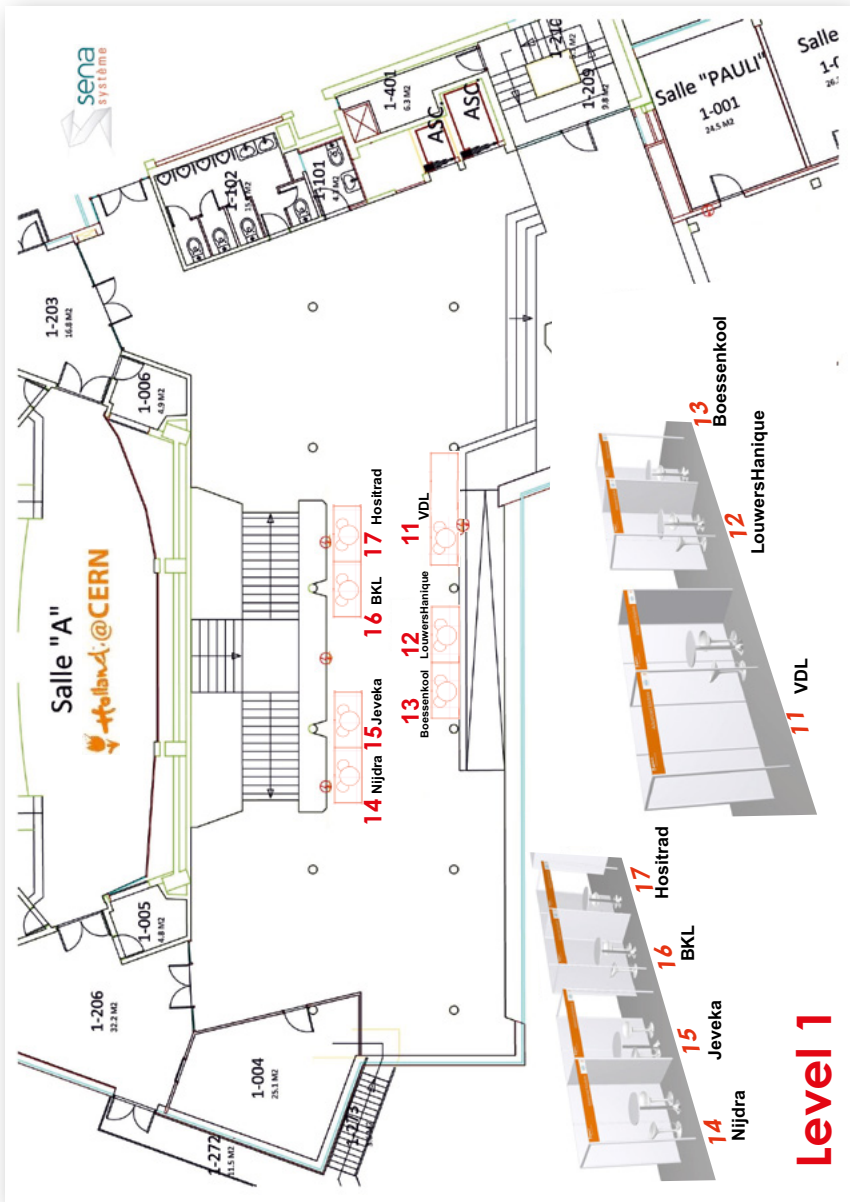 sena
système
Salle "A"
Holland@CERN
1-203
16.8 M2
1-006
4.9 M2
1-102
1-101
1-401
6.3 M2
ASC.
ASC.
1-210
1-209
9.8 M2
Salle "PAULI"
1-001
24.5 M2
Salle
1-005
4.8 M2
1-206
32.2 M2
1-004
25.1 M2
1-272
11.5 M2
1-273
14 Nijdra
15 Jeveka
16 BKL
17 Hositrad
13 Boessenkool
12 LouwersHanique
11 VDL
14
Nijdra
15
Jeveka
16
BKL
17
Hositrad
11
VDL
12
LouwersHanique
13
Boessenkool
Level 1